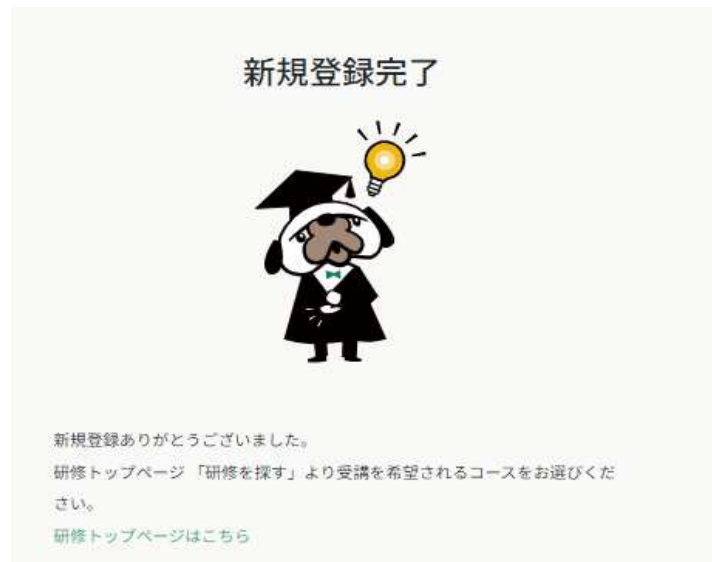 新規登録完了
新規登録ありがとうございました。
研修トップページ 「研修を探す」より受講を希望されるコースをお選びくだ
さい。
研修トップページはこちら